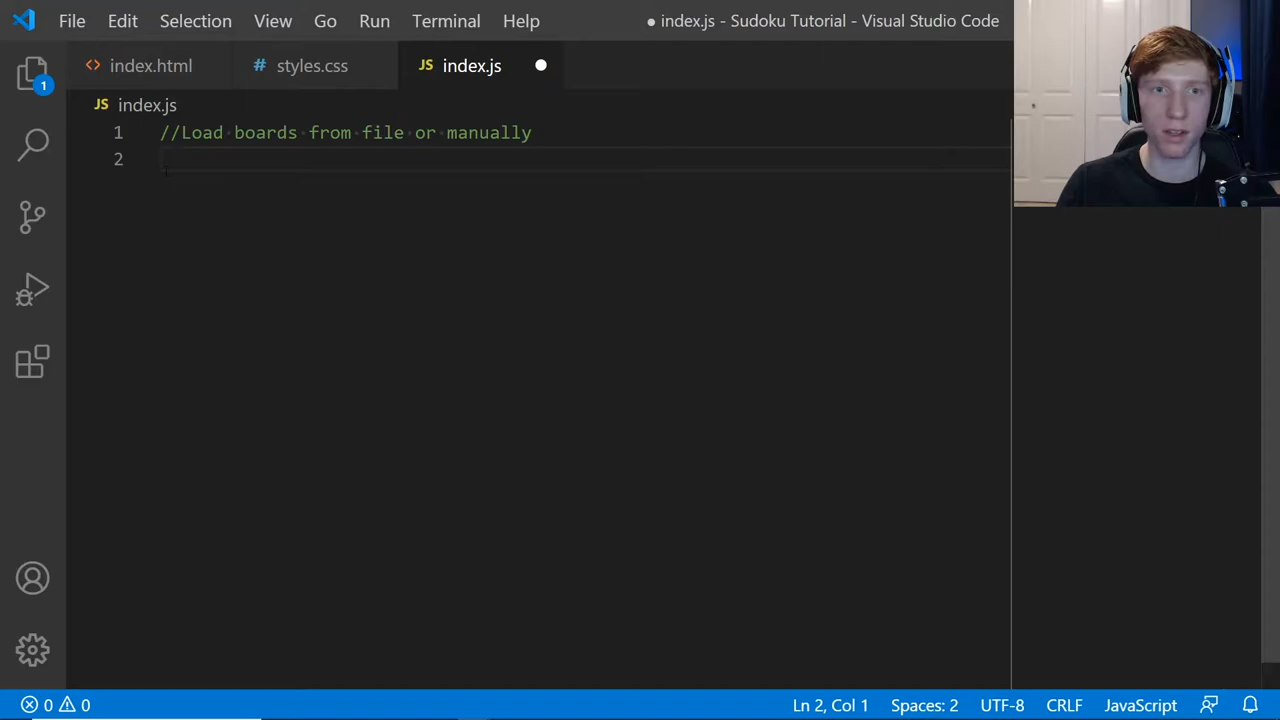 File Edit Selection View Go Run Terminal Help ● index.js - Sudoku Tutorial - Visual Studio Code
<> index.html # styles.css JS index.js ●
1
JS index.js
1 //Load boards from file or manually
2
0 0 Ln 2, Col 1 Spaces: 2 UTF-8 CRLF JavaScript